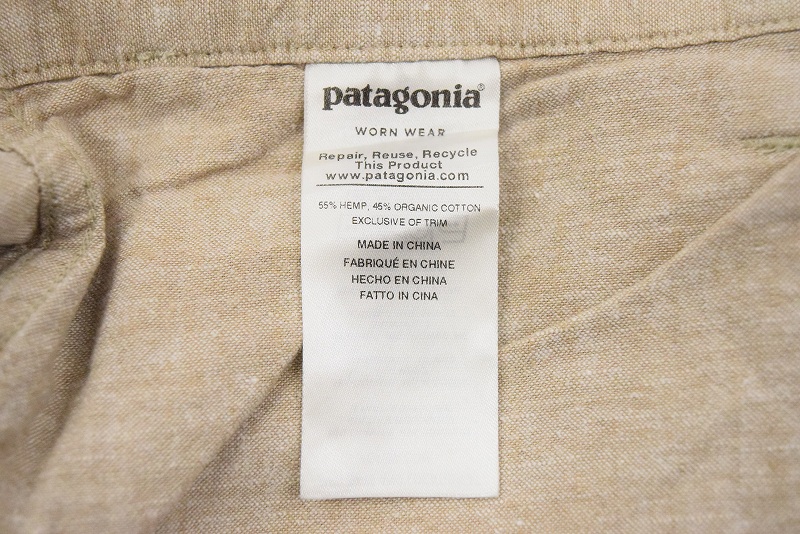 patagonia®
WORN WEAR
Repair, Reuse, Recycle
This Product
www.patagonia.com
55% HEMP, 45% ORGANIC COTTON
EXCLUSIVE OF TRIM
MADE IN CHINA
FABRIQUÉ EN CHINE
HECHO EN CHINA
FATTO IN CINA